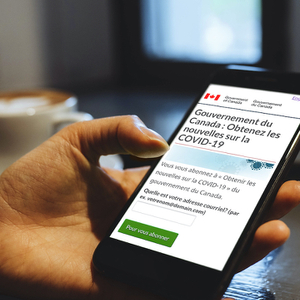 Government of Canada
Gouvernement du Canada
Gouvernement du
Canada : Obtenez les
nouvelles sur la
COVID-19
Vous vous abonnez à « Obtenir les
nouvelles sur la COVID-19 » du
gouvernement du Canada.
Quelle est votre adresse courriel? (par
ex. votrenom@domain.com)
Pour vous abonner